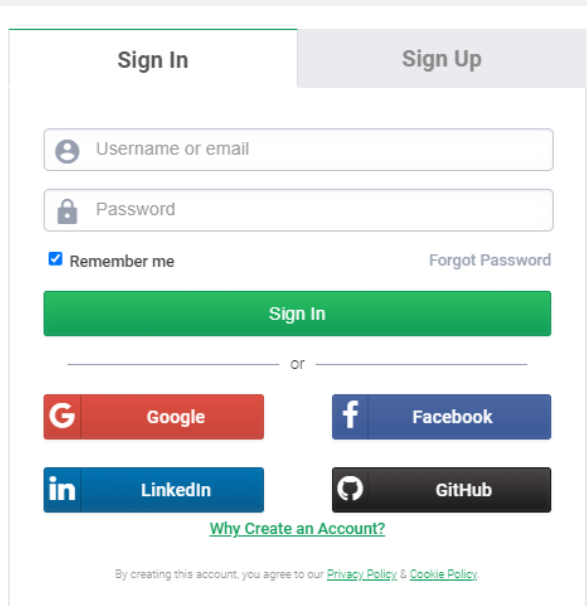 Sign In Sign Up
Username or email
Password
Remember me Forgot Password
Sign In
or
G Google f Facebook
in LinkedIn GitHub
Why Create an Account?
By creating this account, you agree to our Privacy Policy & Cookie Policy.